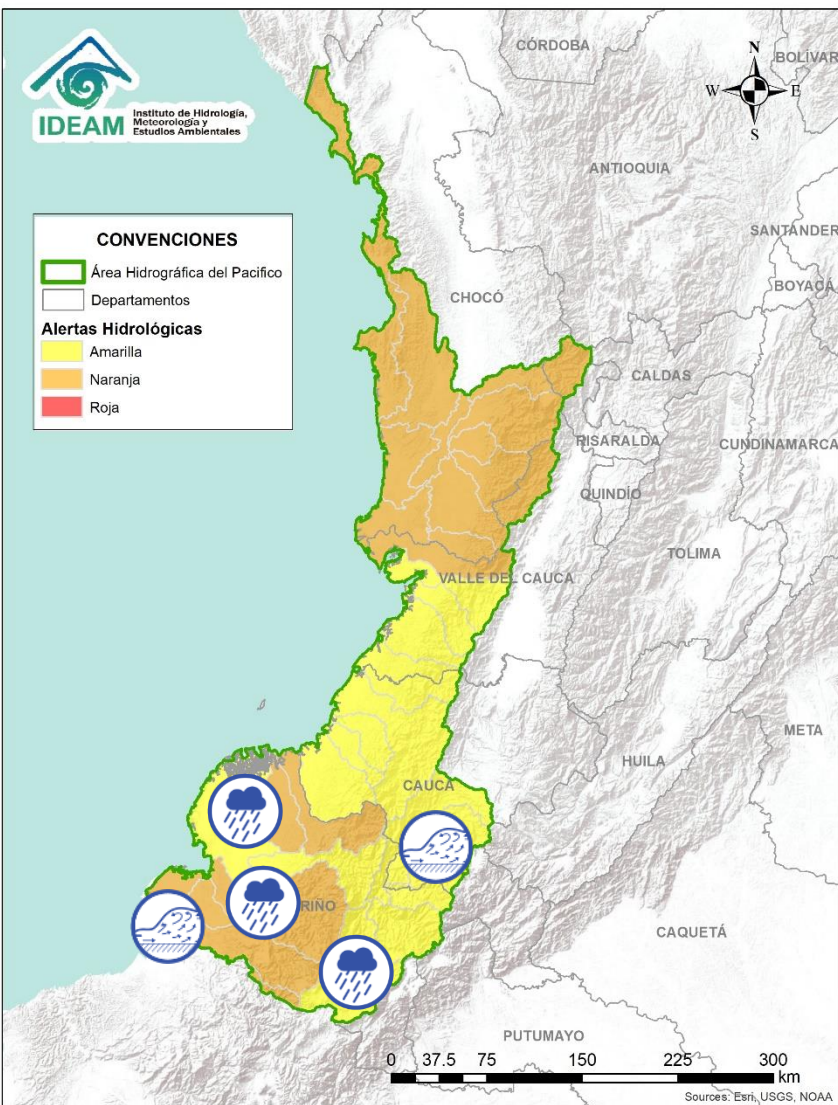 IDEAM
Instituto de Hidrología,
Meteorología y
Estudios Ambientales
CÓRDOBA
BOLÍVAR
N
W
E
S
ANTIOQUIA
SANTANDER
BOYACÁ
CONVENCIONES
Área Hidrográfica del Pacifico
Departamentos
Alertas Hidrológicas
Amarilla
Naranja
Roja
CHOCÓ
CALDAS
RISARALDA
CUNDINAMARCA
QUINDÍO
TOLIMA
VALLE DEL CAUCA
META
HUILA
CAUCA
RIÑO
CAQUETÁ
PUTUMAYO
0 37.5 75 150 225 300
km
Sources: Esri, USGS, NOAA